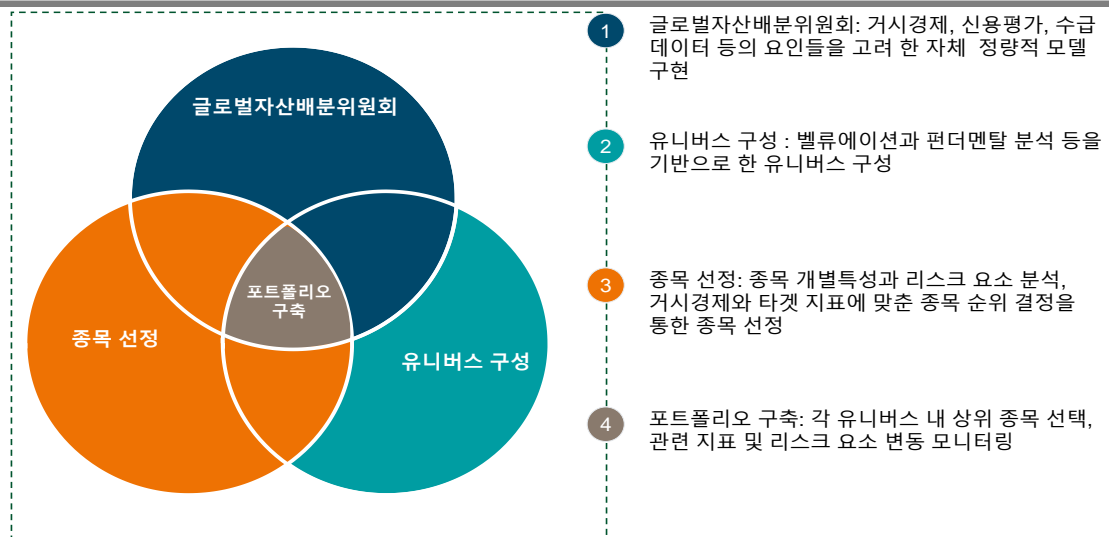 글로벌자산배분위원회
포트폴리오
구축
종목 선정
유니버스 구성
1
글로벌자산배분위원회: 거시경제, 신용평가, 수급
데이터 등의 요인들을 고려 한 자체 정량적 모델
구현
2
유니버스 구성 : 벨류에이션과 펀더멘탈 분석 등을
기반으로 한 유니버스 구성
3
종목 선정: 종목 개별특성과 리스크 요소 분석,
거시경제와 타겟 지표에 맞춘 종목 순위 결정을
통한 종목 선정
4
포트폴리오 구축: 각 유니버스 내 상위 종목 선택,
관련 지표 및 리스크 요소 변동 모니터링